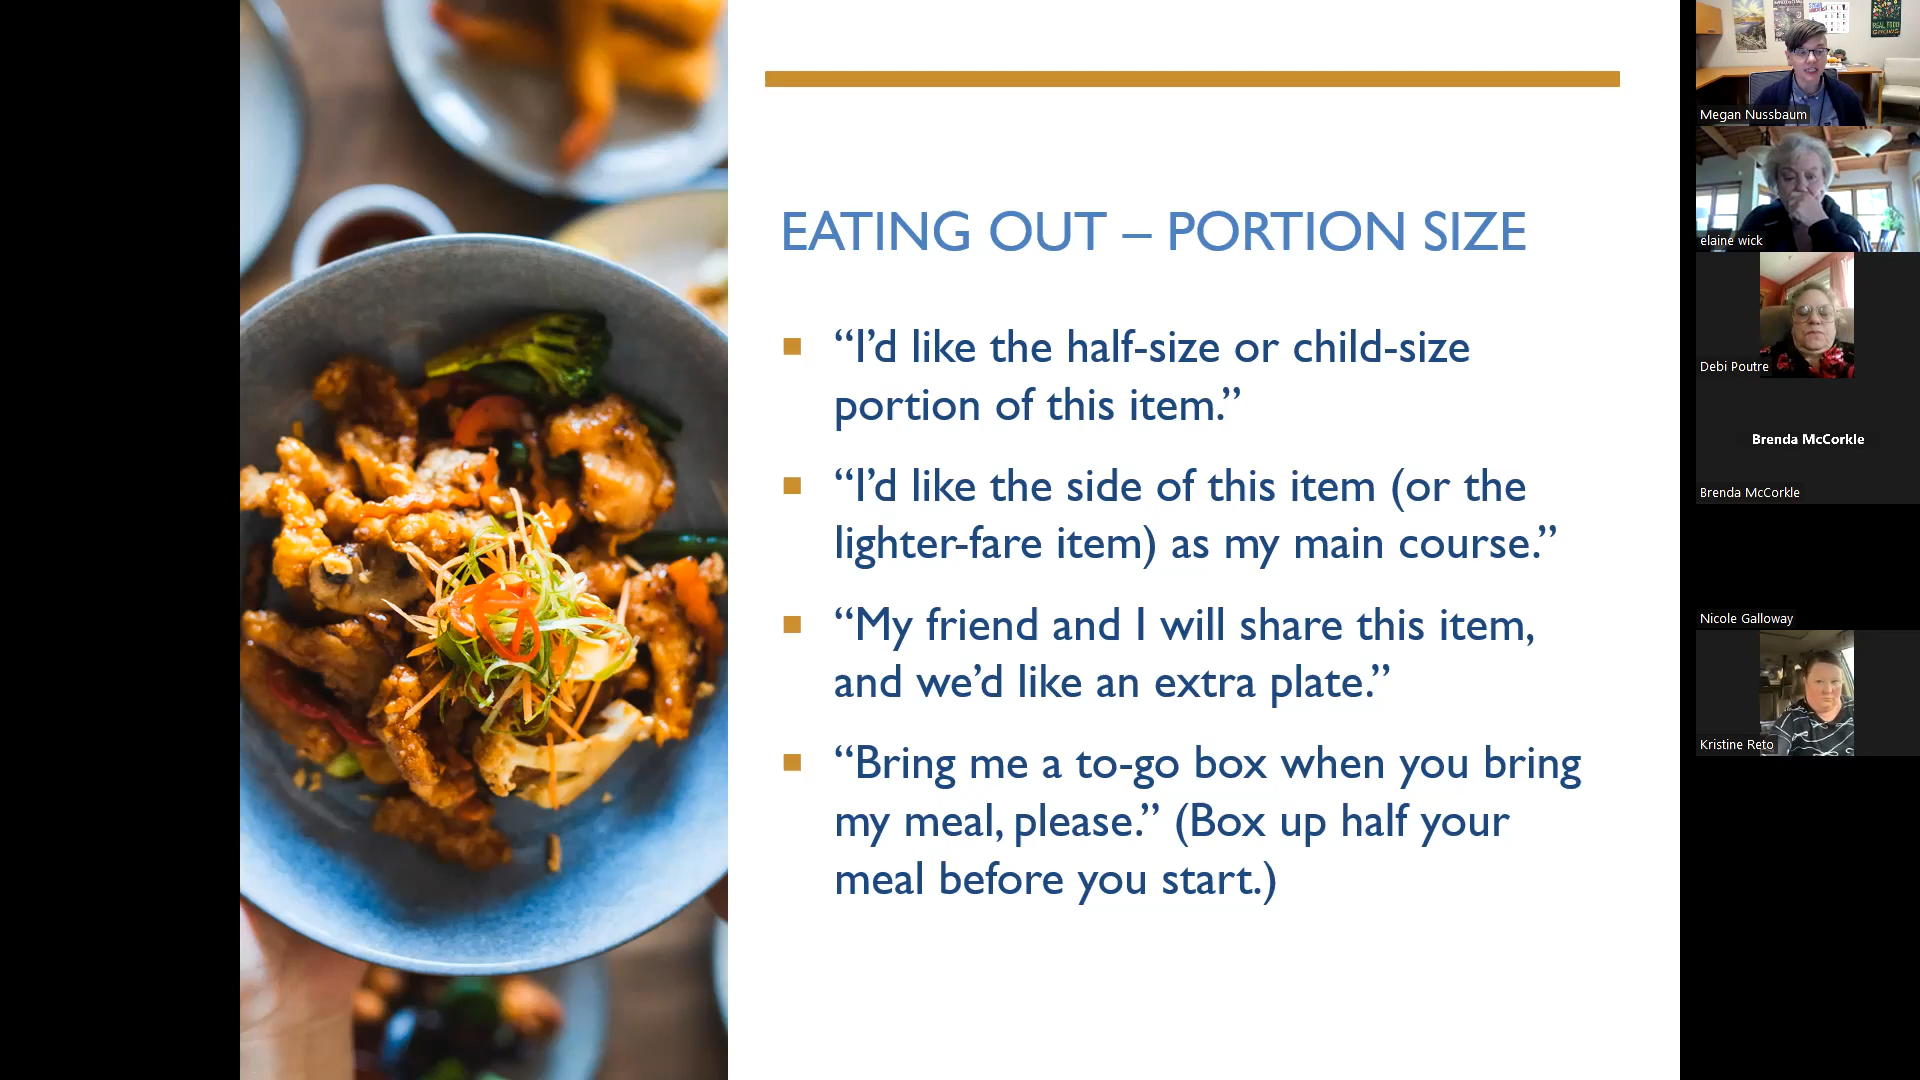 EATING OUT – PORTION SIZE
“I’d like the half-size or child-size
portion of this item.”
“I’d like the side of this item (or the
lighter-fare item) as my main course.”
“My friend and I will share this item,
and we’d like an extra plate.”
“Bring me a to-go box when you bring
my meal, please.” (Box up half your
meal before you start.)
Megan Nussbaum
elaine wick
Debi Poutre
Brenda McCorkle
Brenda McCorkle
Nicole Galloway
Kristine Reto